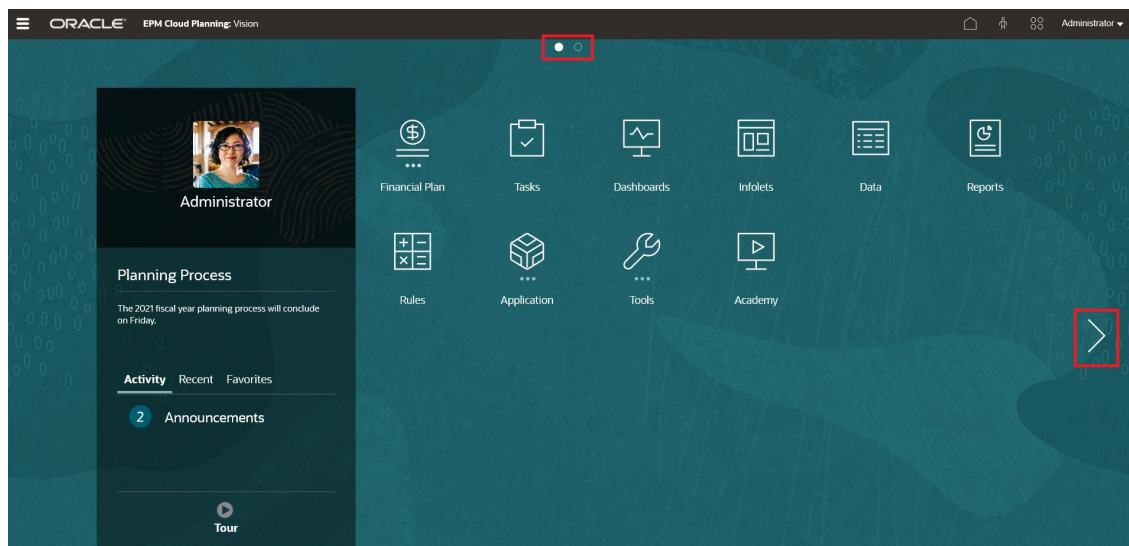 ORACLE EPM Cloud Planning: Vision Administrator
Administrator
Planning Process
The 2021 fiscal year planning process will conclude
on Friday.
Activity Recent Favorites
2 Announcements
Tour
Financial Plan Tasks Dashboards Infolets Data Reports
Rules Application Tools Academy